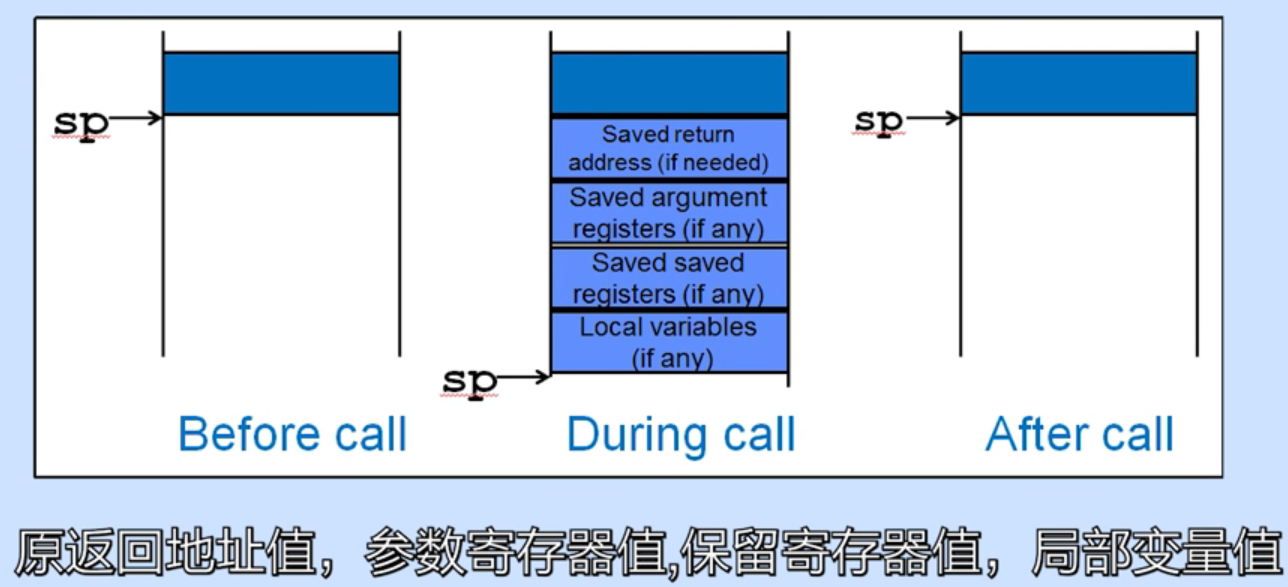 sp
Before call
Saved return
address (if needed)
Saved argument
registers (if any)
Saved saved
registers (if any)
Local variables
(if any)
sp
During call
sp
After call
原返回地址值，参数寄存器值,保留寄存器值，局部变量值